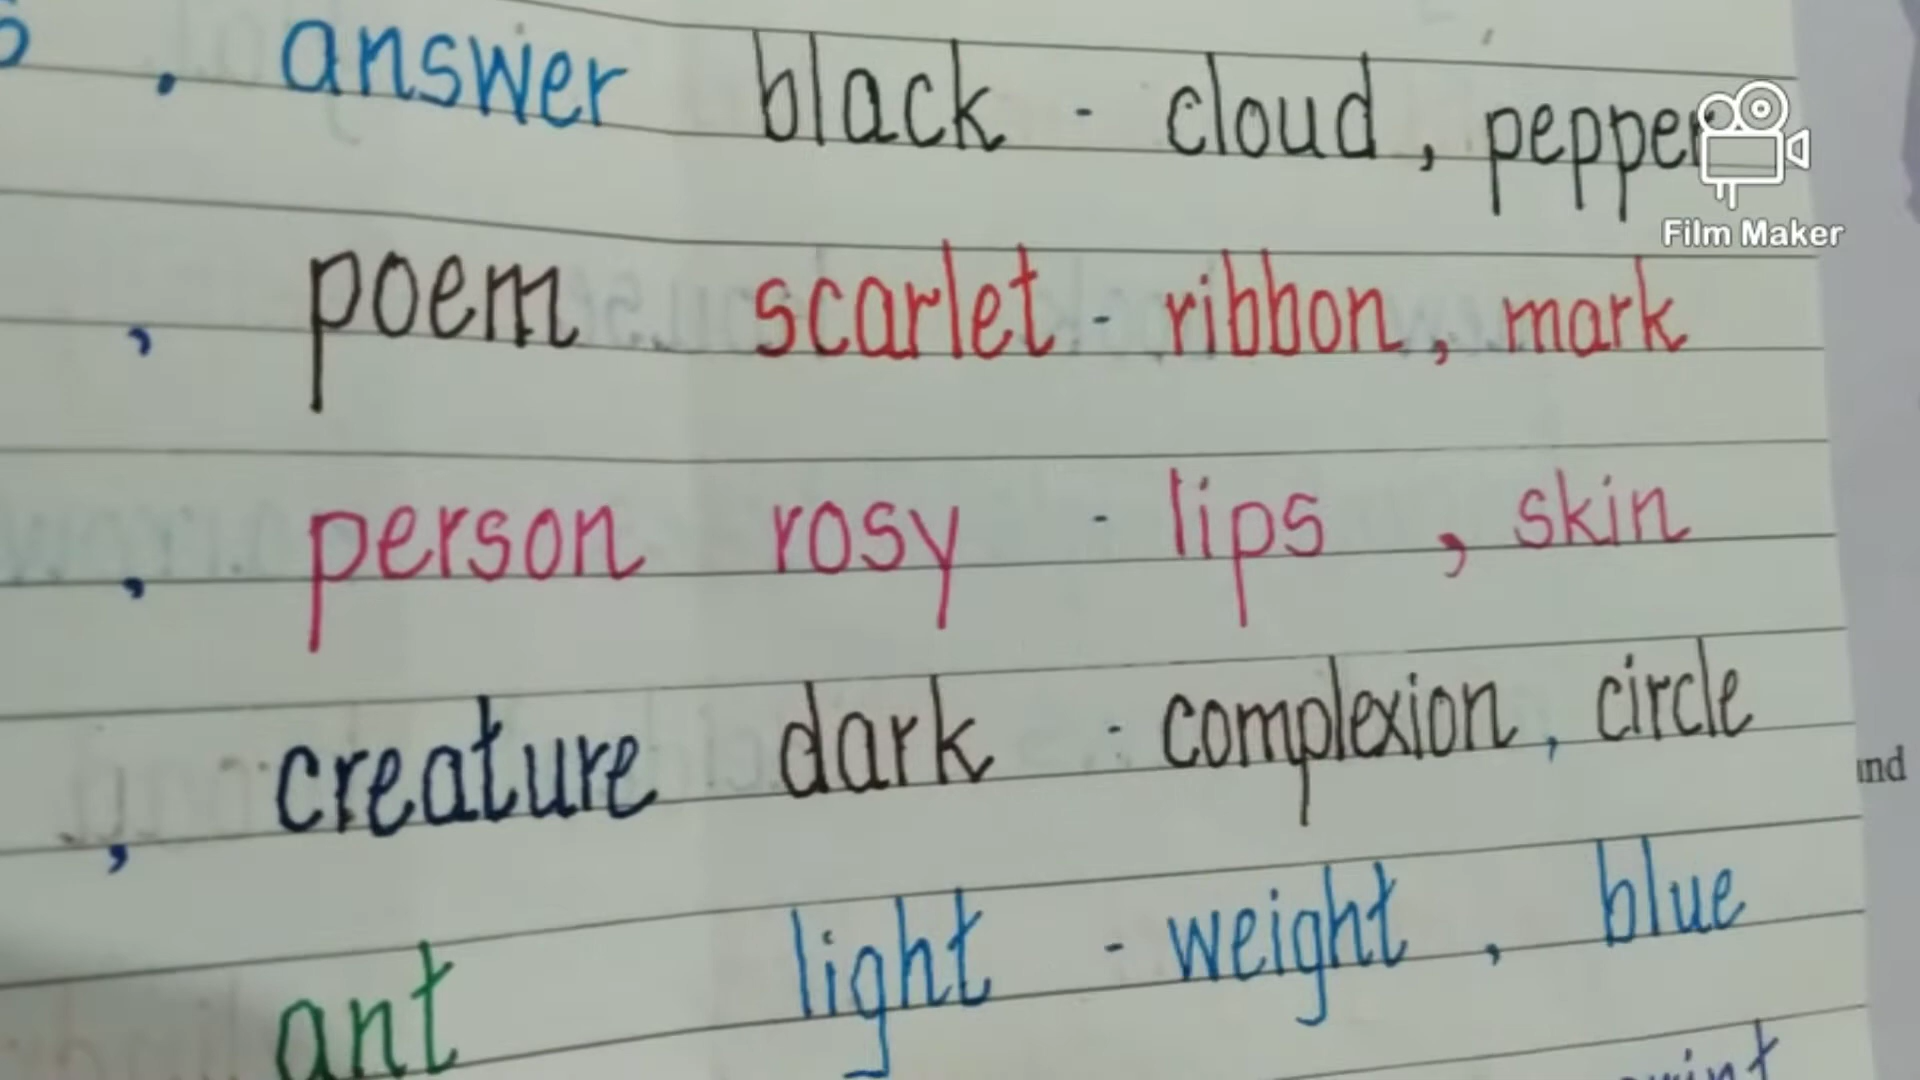 , answer black - cloud, pepper
Film Maker
, poem scarlet - ribbon, mark
, person rosy - lips, skin
, creature dark - complexion, circle
ind
ant light - weight, blue